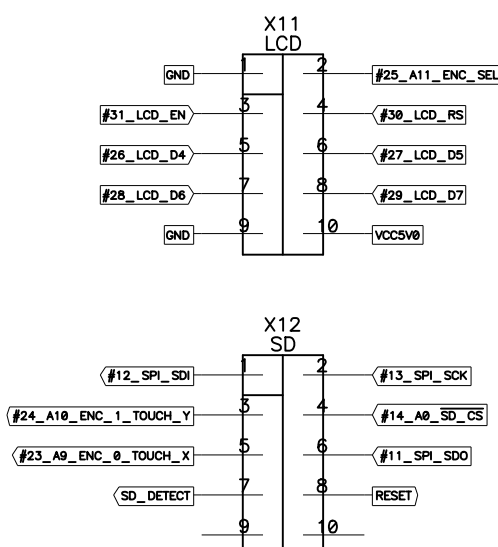 X11
LCD
GND 1 2 #25_A11_ENC_SEL
#31_LCD_EN 3 4 #30_LCD_RS
#26_LCD_D4 5 6 #27_LCD_D5
#28_LCD_D6 7 8 #29_LCD_D7
GND 9 10 VCC5V0
X12
SD
#12_SPI_SDI 1 2 #13_SPI_SCK
#24_A10_ENC_1_TOUCH_Y 3 4 #14_A0_SD_CS
#23_A9_ENC_0_TOUCH_X 5 6 #11_SPI_SDO
SD_DETECT 7 8 RESET
9 10